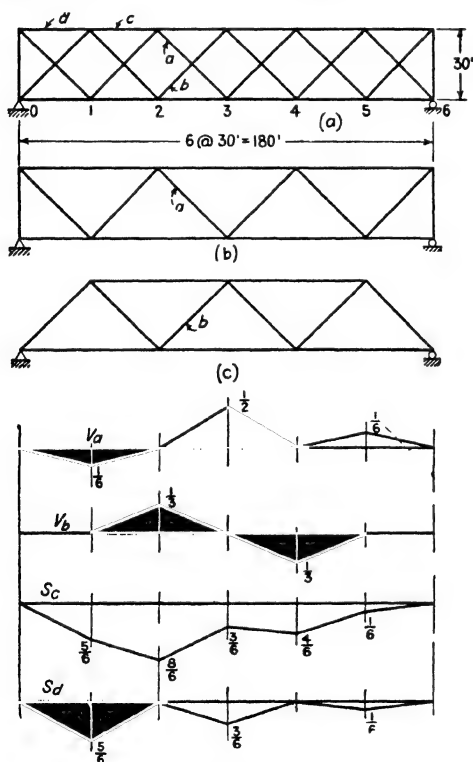 d c
a
30'
b
0 1 2 3 4 5 6
(a)
6 @ 30' = 180'
a
(b)
b
(c)
1/2
Va 1/6
1/6
1/3
Vb
1/3
Sc
5/6 8/6 3/6 4/6 1/6
Sd
5/6 3/6